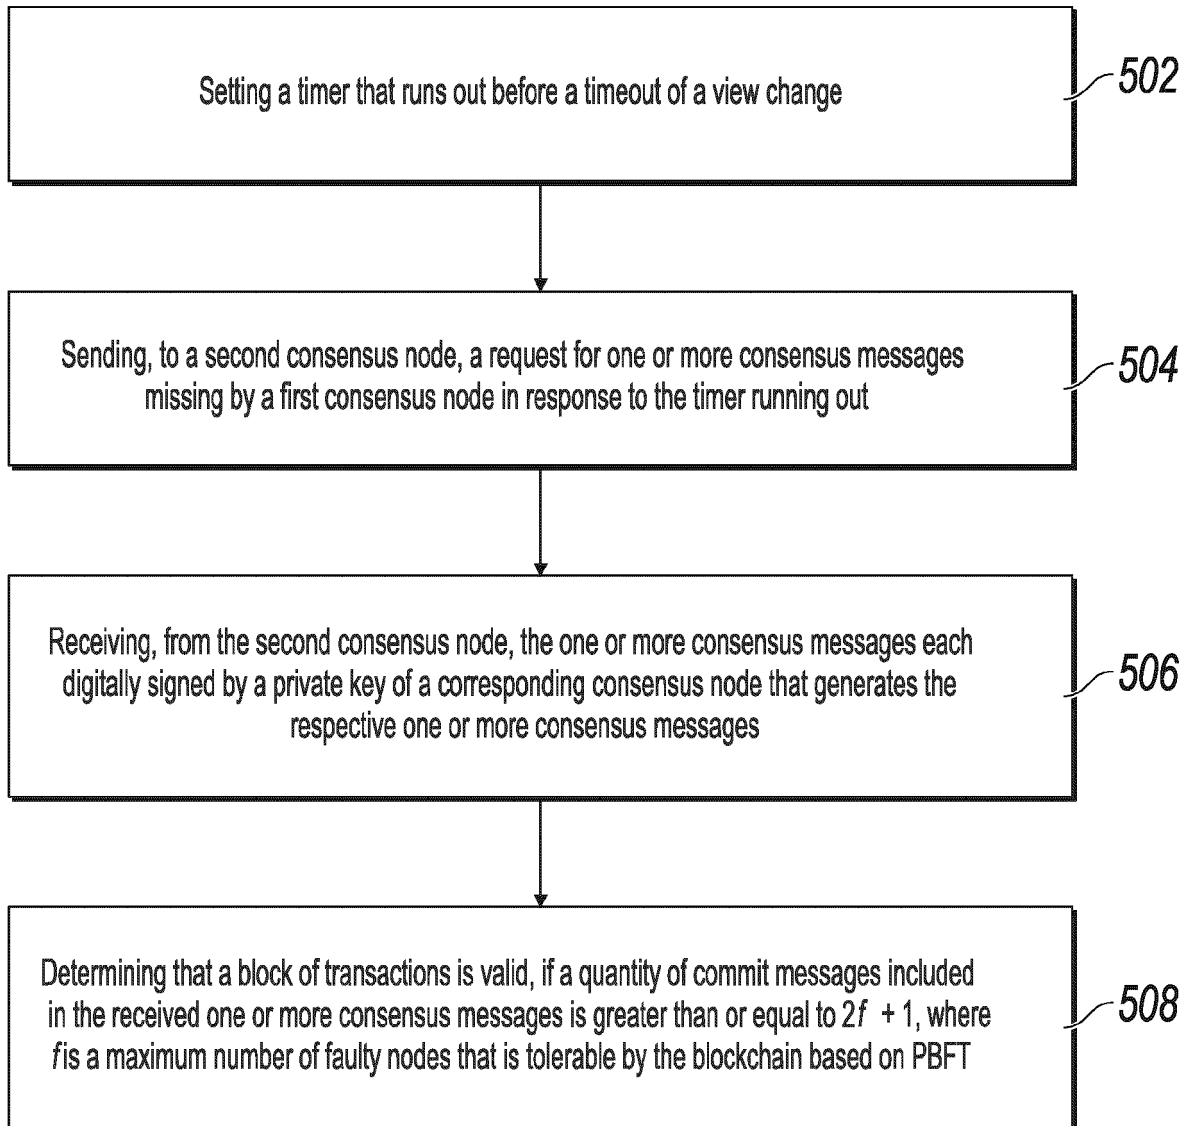 Setting a timer that runs out before a timeout of a view change
502
Sending, to a second consensus node, a request for one or more consensus messages
missing by a first consensus node in response to the timer running out
504
Receiving, from the second consensus node, the one or more consensus messages each
digitally signed by a private key of a corresponding consensus node that generates the
respective one or more consensus messages
506
Determining that a block of transactions is valid, if a quantity of commit messages included
in the received one or more consensus messages is greater than or equal to 2f + 1, where
f is a maximum number of faulty nodes that is tolerable by the blockchain based on PBFT
508